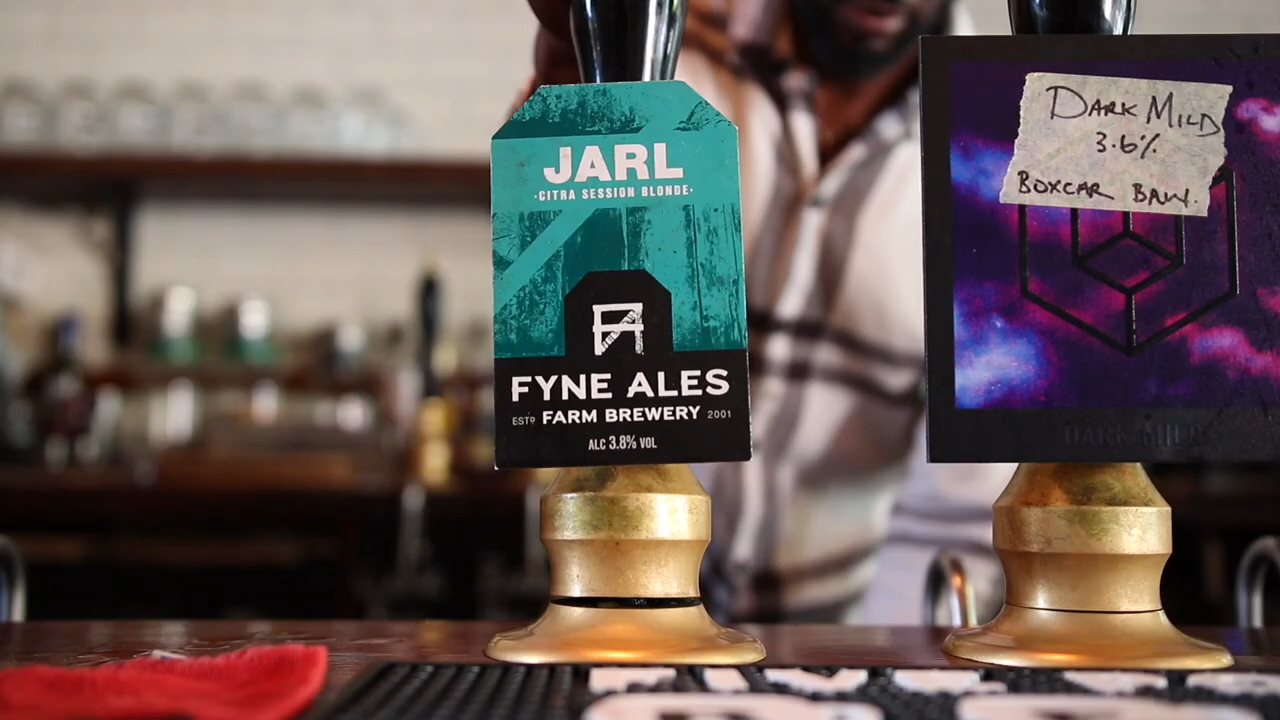 JARL
·CITRA SESSION BLONDE·
FA
FYNE ALES
ESTD FARM BREWERY 2001
ALC 3.8% VOL
DARK MILD
3.6%
BOXCAR BAW.
DARK MILD